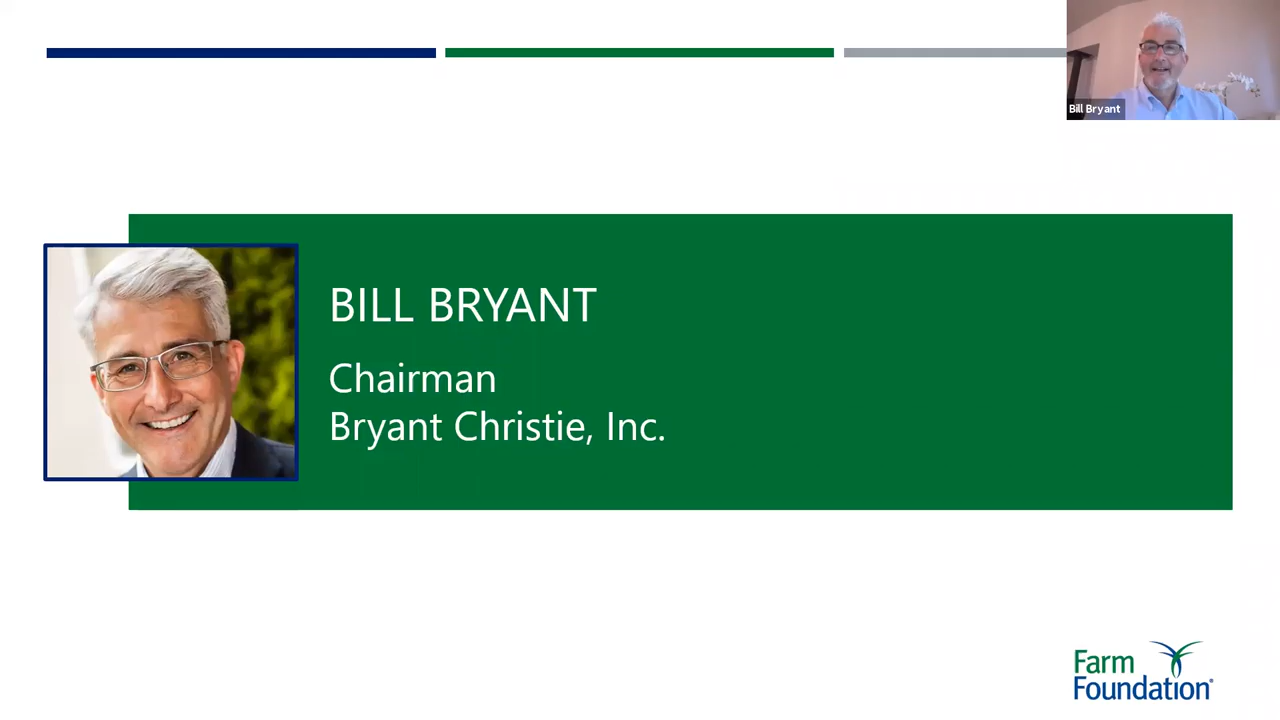 Bill Bryant
BILL BRYANT
Chairman
Bryant Christie, Inc.
Farm
Foundation®